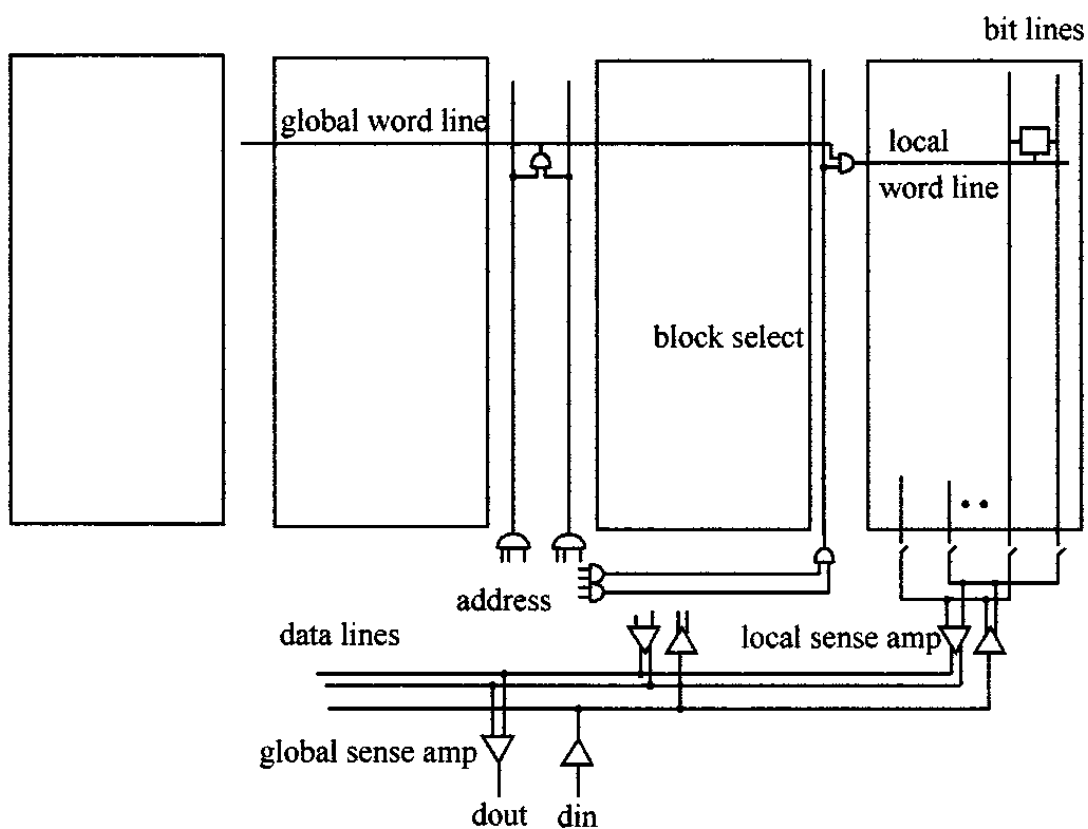 bit lines
global word line
local
word line
block select
address
data lines
local sense amp
global sense amp
dout
din